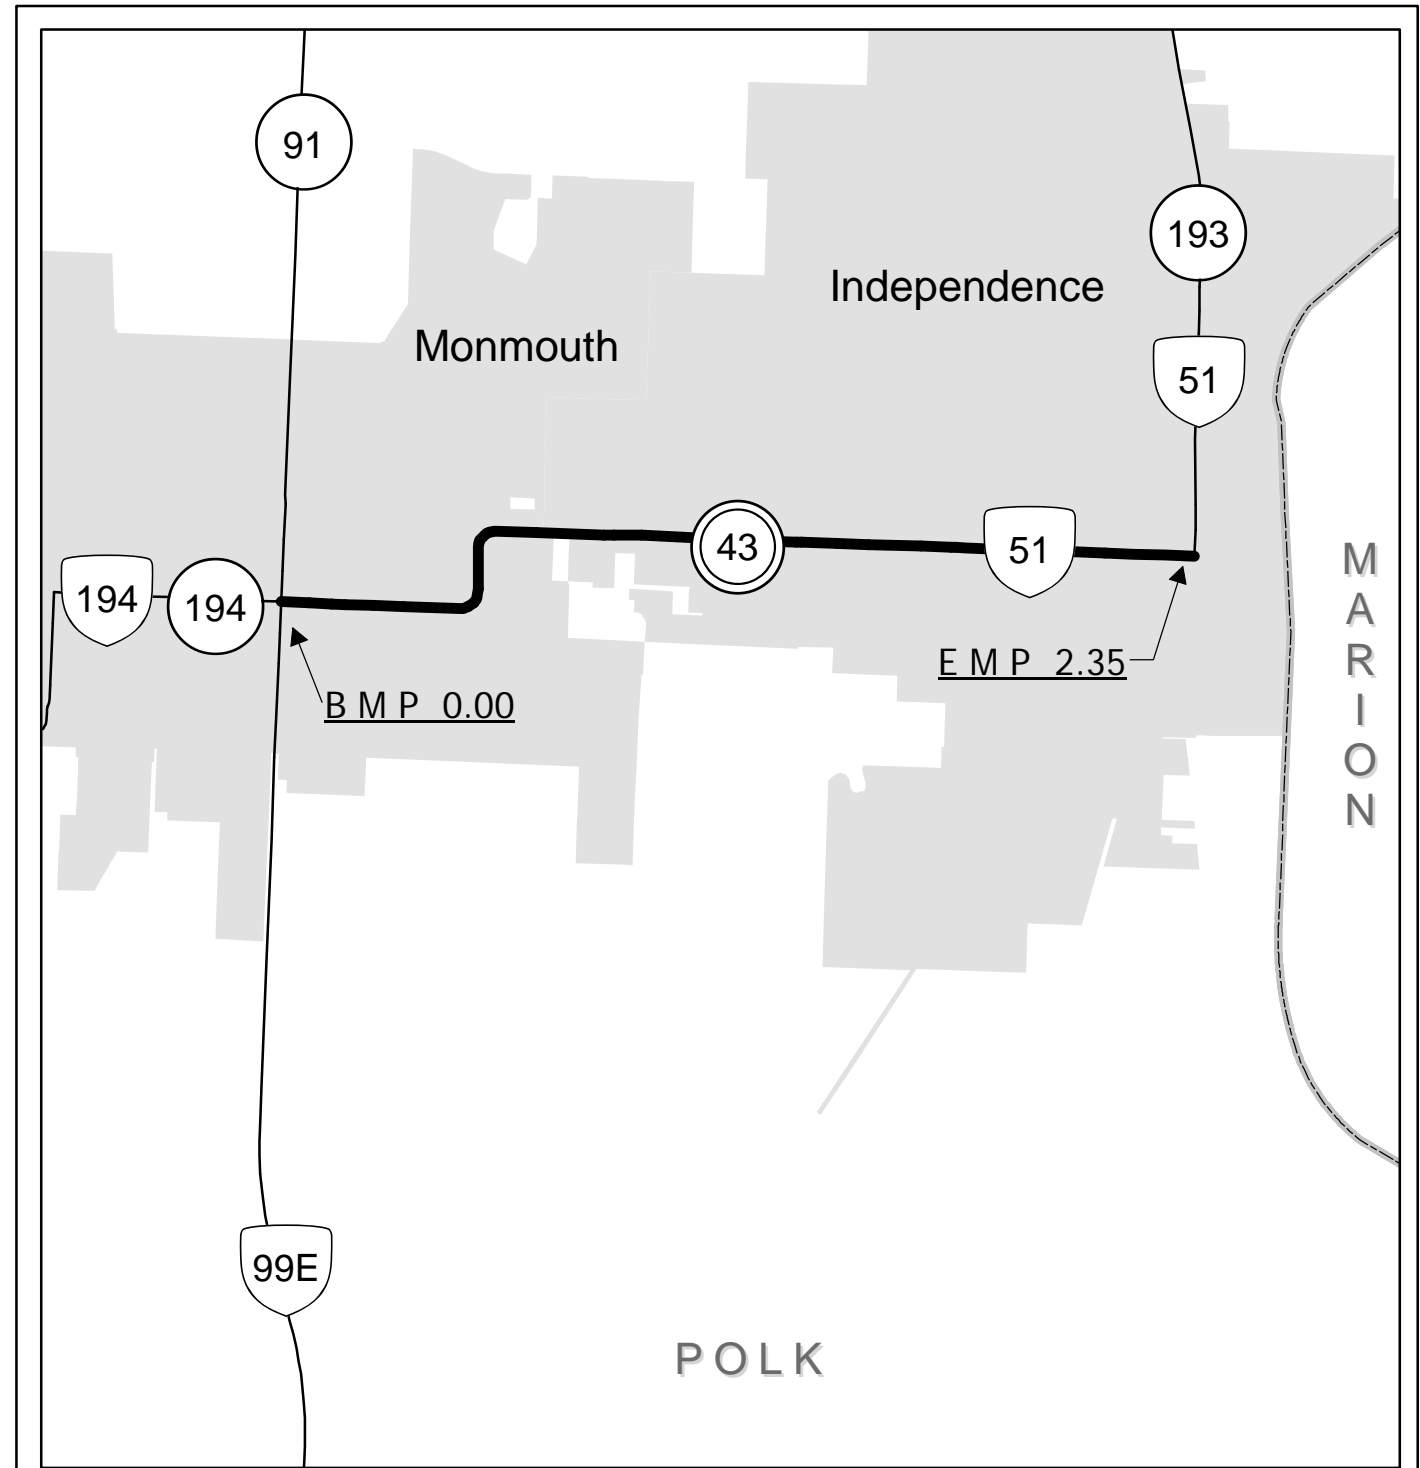 91
193
Independence
Monmouth
51
43
51
194
194
MARION
EMP 2.35
BMP 0.00
99E
POLK